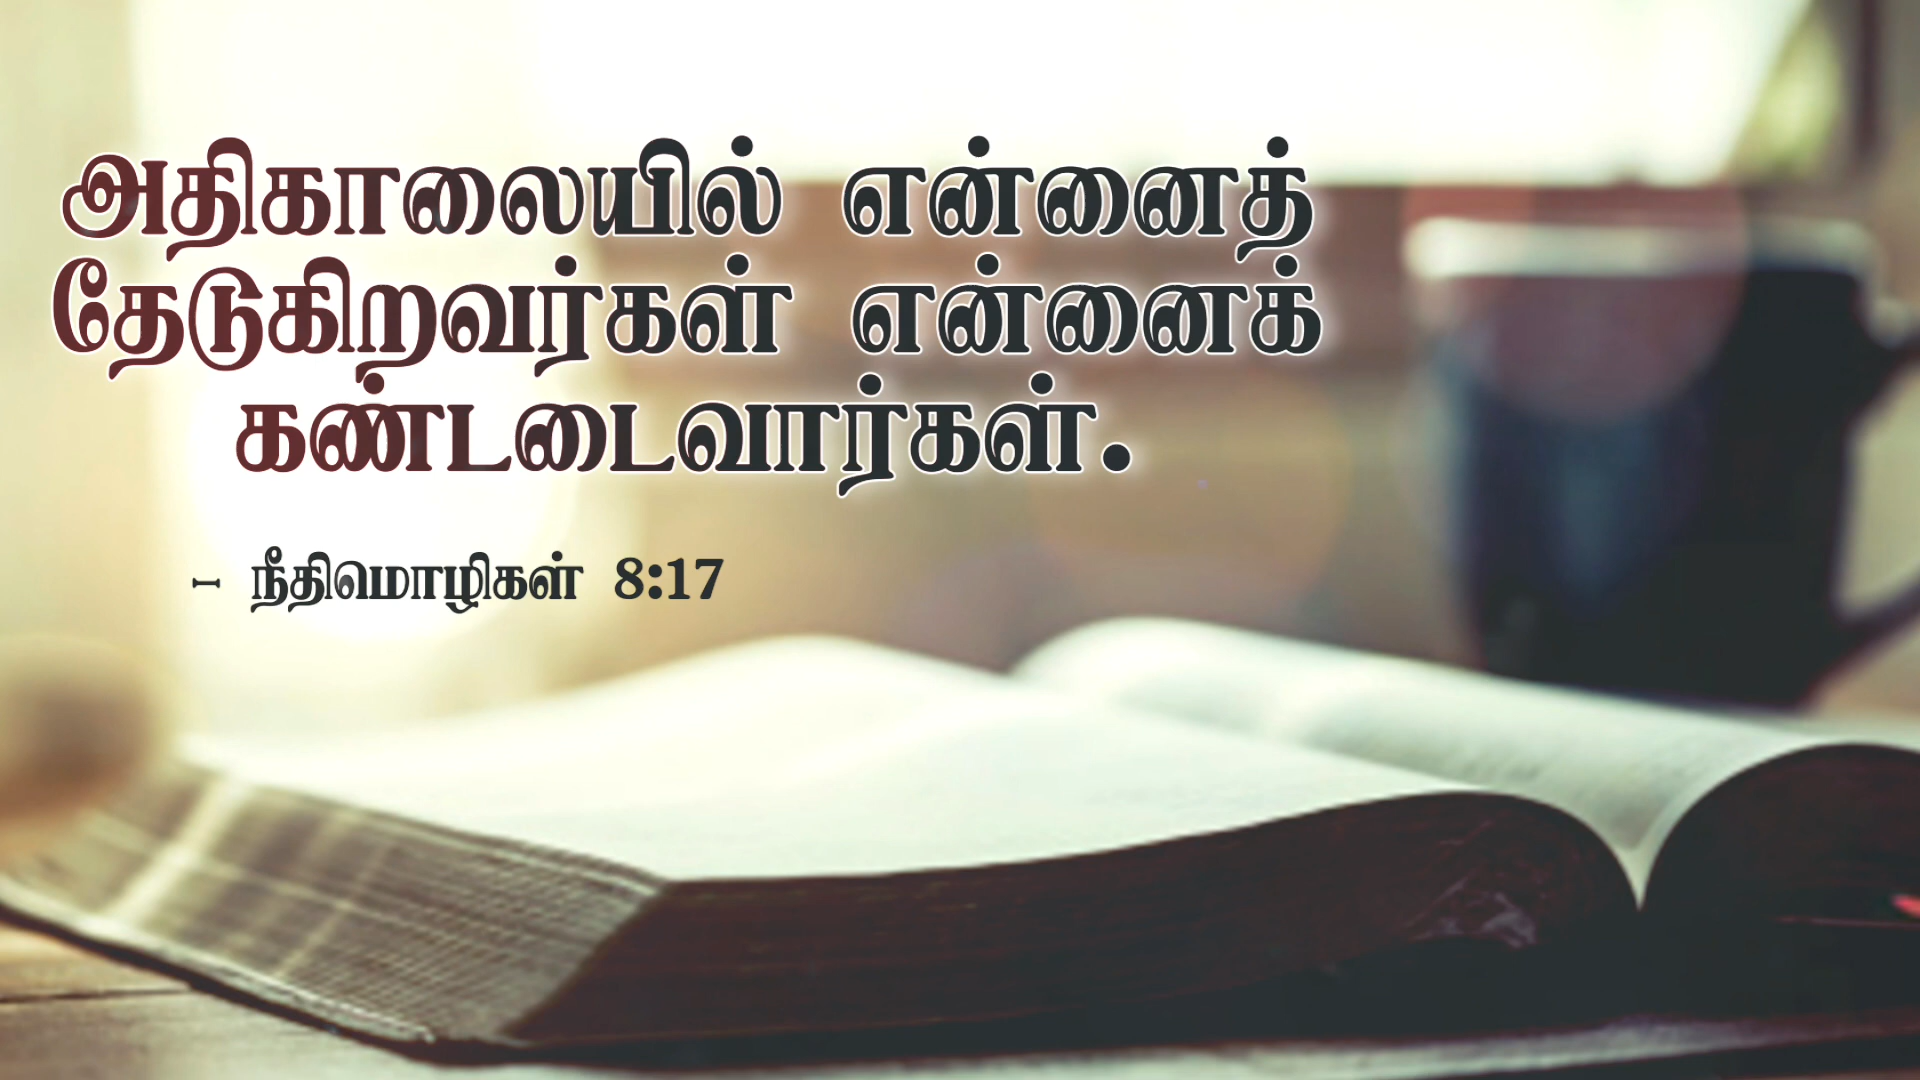 அதிகாலையில் என்னைத்
தேடுகிறவர்கள் என்னைக்
கண்டடைவார்கள்.
- நீதிமொழிகள் 8:17